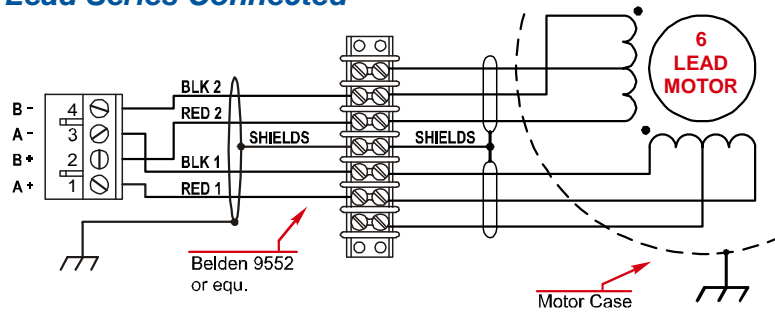 Lead Series Connected
6
LEAD
MOTOR
BLK 2
B - 4
RED 2
A - 3
SHIELDS
SHIELDS
B + 2
BLK 1
A + 1
RED 1
Belden 9552
or equ.
Motor Case